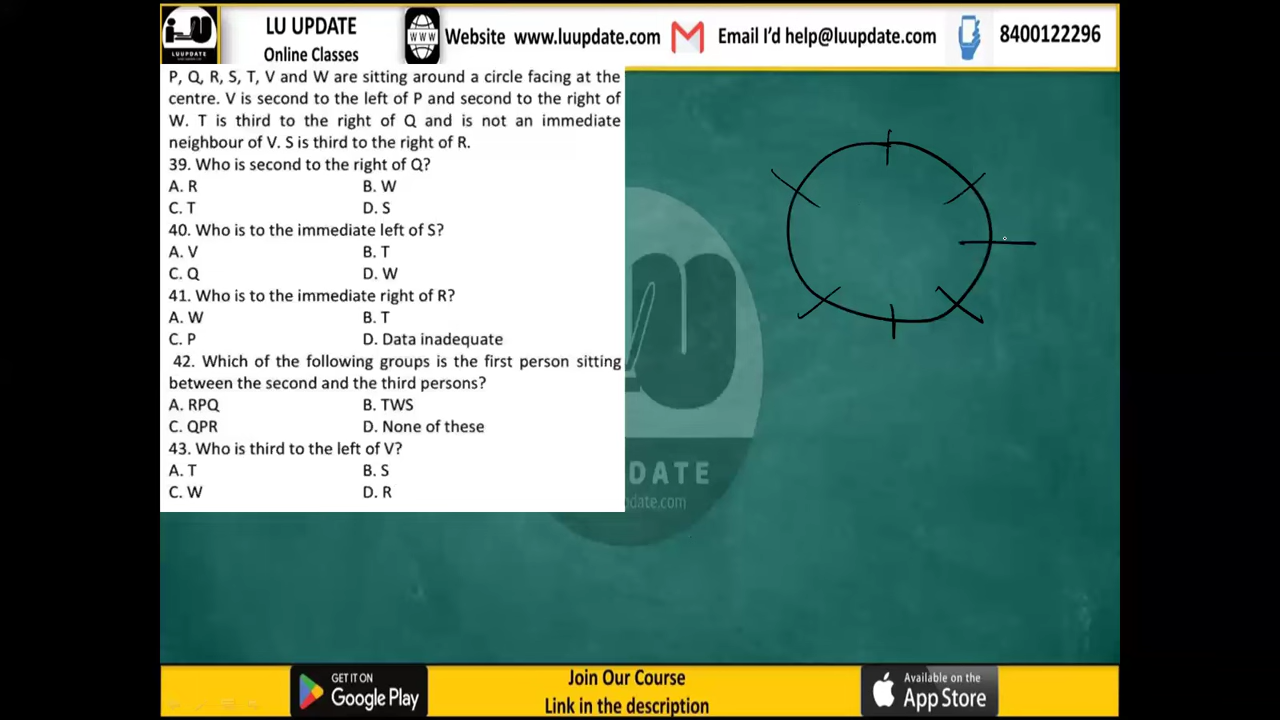 LU UPDATE
Online Classes
LUUPDATE
WWW
Website www.luupdate.com
Email I'd help@luupdate.com
8400122296
P, Q, R, S, T, V and W are sitting around a circle facing at the
centre. V is second to the left of P and second to the right of
W. T is third to the right of Q and is not an immediate
neighbour of V. S is third to the right of R.
39. Who is second to the right of Q?
A. R B. W
C. T D. S
40. Who is to the immediate left of S?
A. V B. T
C. Q D. W
41. Who is to the immediate right of R?
A. W B. T
C. P D. Data inadequate
42. Which of the following groups is the first person sitting
between the second and the third persons?
A. RPQ B. TWS
C. QPR D. None of these
43. Who is third to the left of V?
A. T B. S
C. W D. R
PDATE
pdate.com
GET IT ON
Google Play
Join Our Course
Link in the description
Available on the
App Store